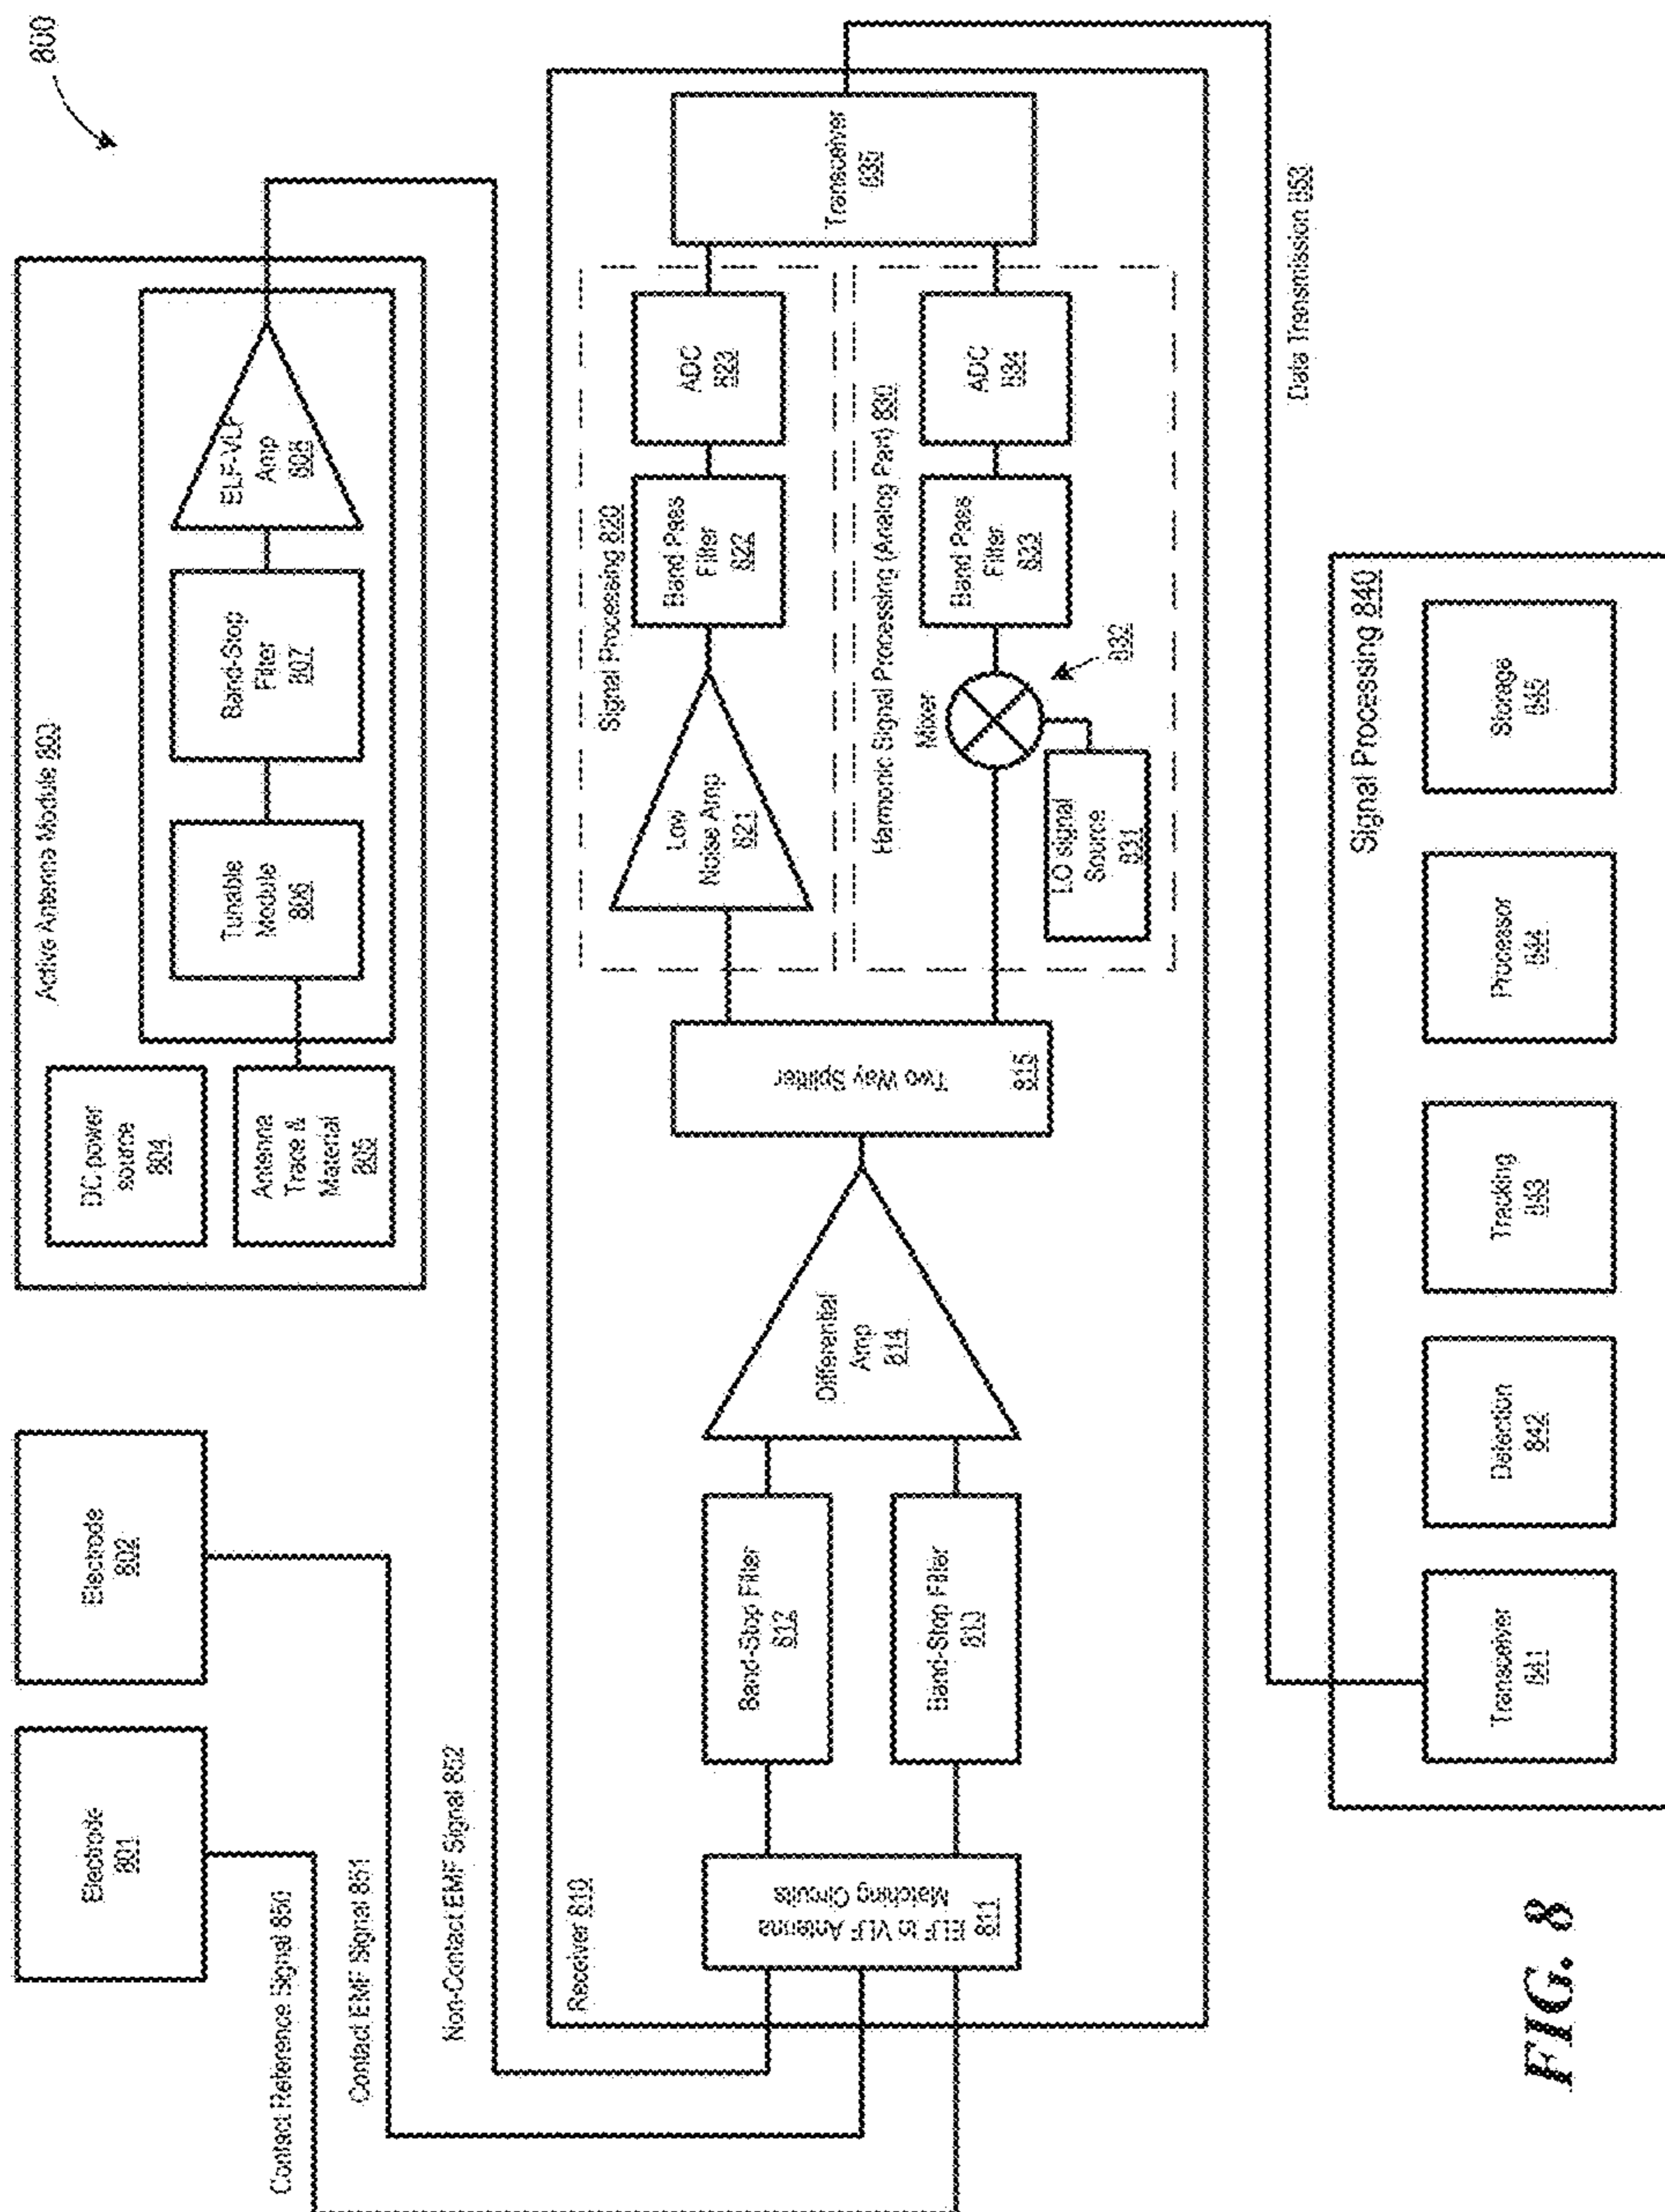 800
Electrode
801
Electrode
802
Active Antenna Module 803
DC power
source
804
Antenna
Trace &
Material
805
Tunable
Module
806
Band-Stop
Filter
807
ELF-VLF
Amp
808
Contact Reference Signal 850
Contact EMF Signal 851
Non-Contact EMF Signal 852
Receiver 810
ELF to VLF Antenna
Matching Circuits
811
Band-Stop Filter
812
Band-Stop Filter
813
Differential
Amp
814
Two Way Splitter
815
Signal Processing 820
Low
Noise Amp
821
Band Pass
Filter
822
ADC
823
Harmonic Signal Processing (Analog Part) 830
LO signal
Source
831
Mixer
832
Band Pass
Filter
833
ADC
834
Transceiver
835
Data Transmission 853
Signal Processing 840
Transceiver
841
Detection
842
Tracking
843
Processor
844
Storage
845
FIG. 8